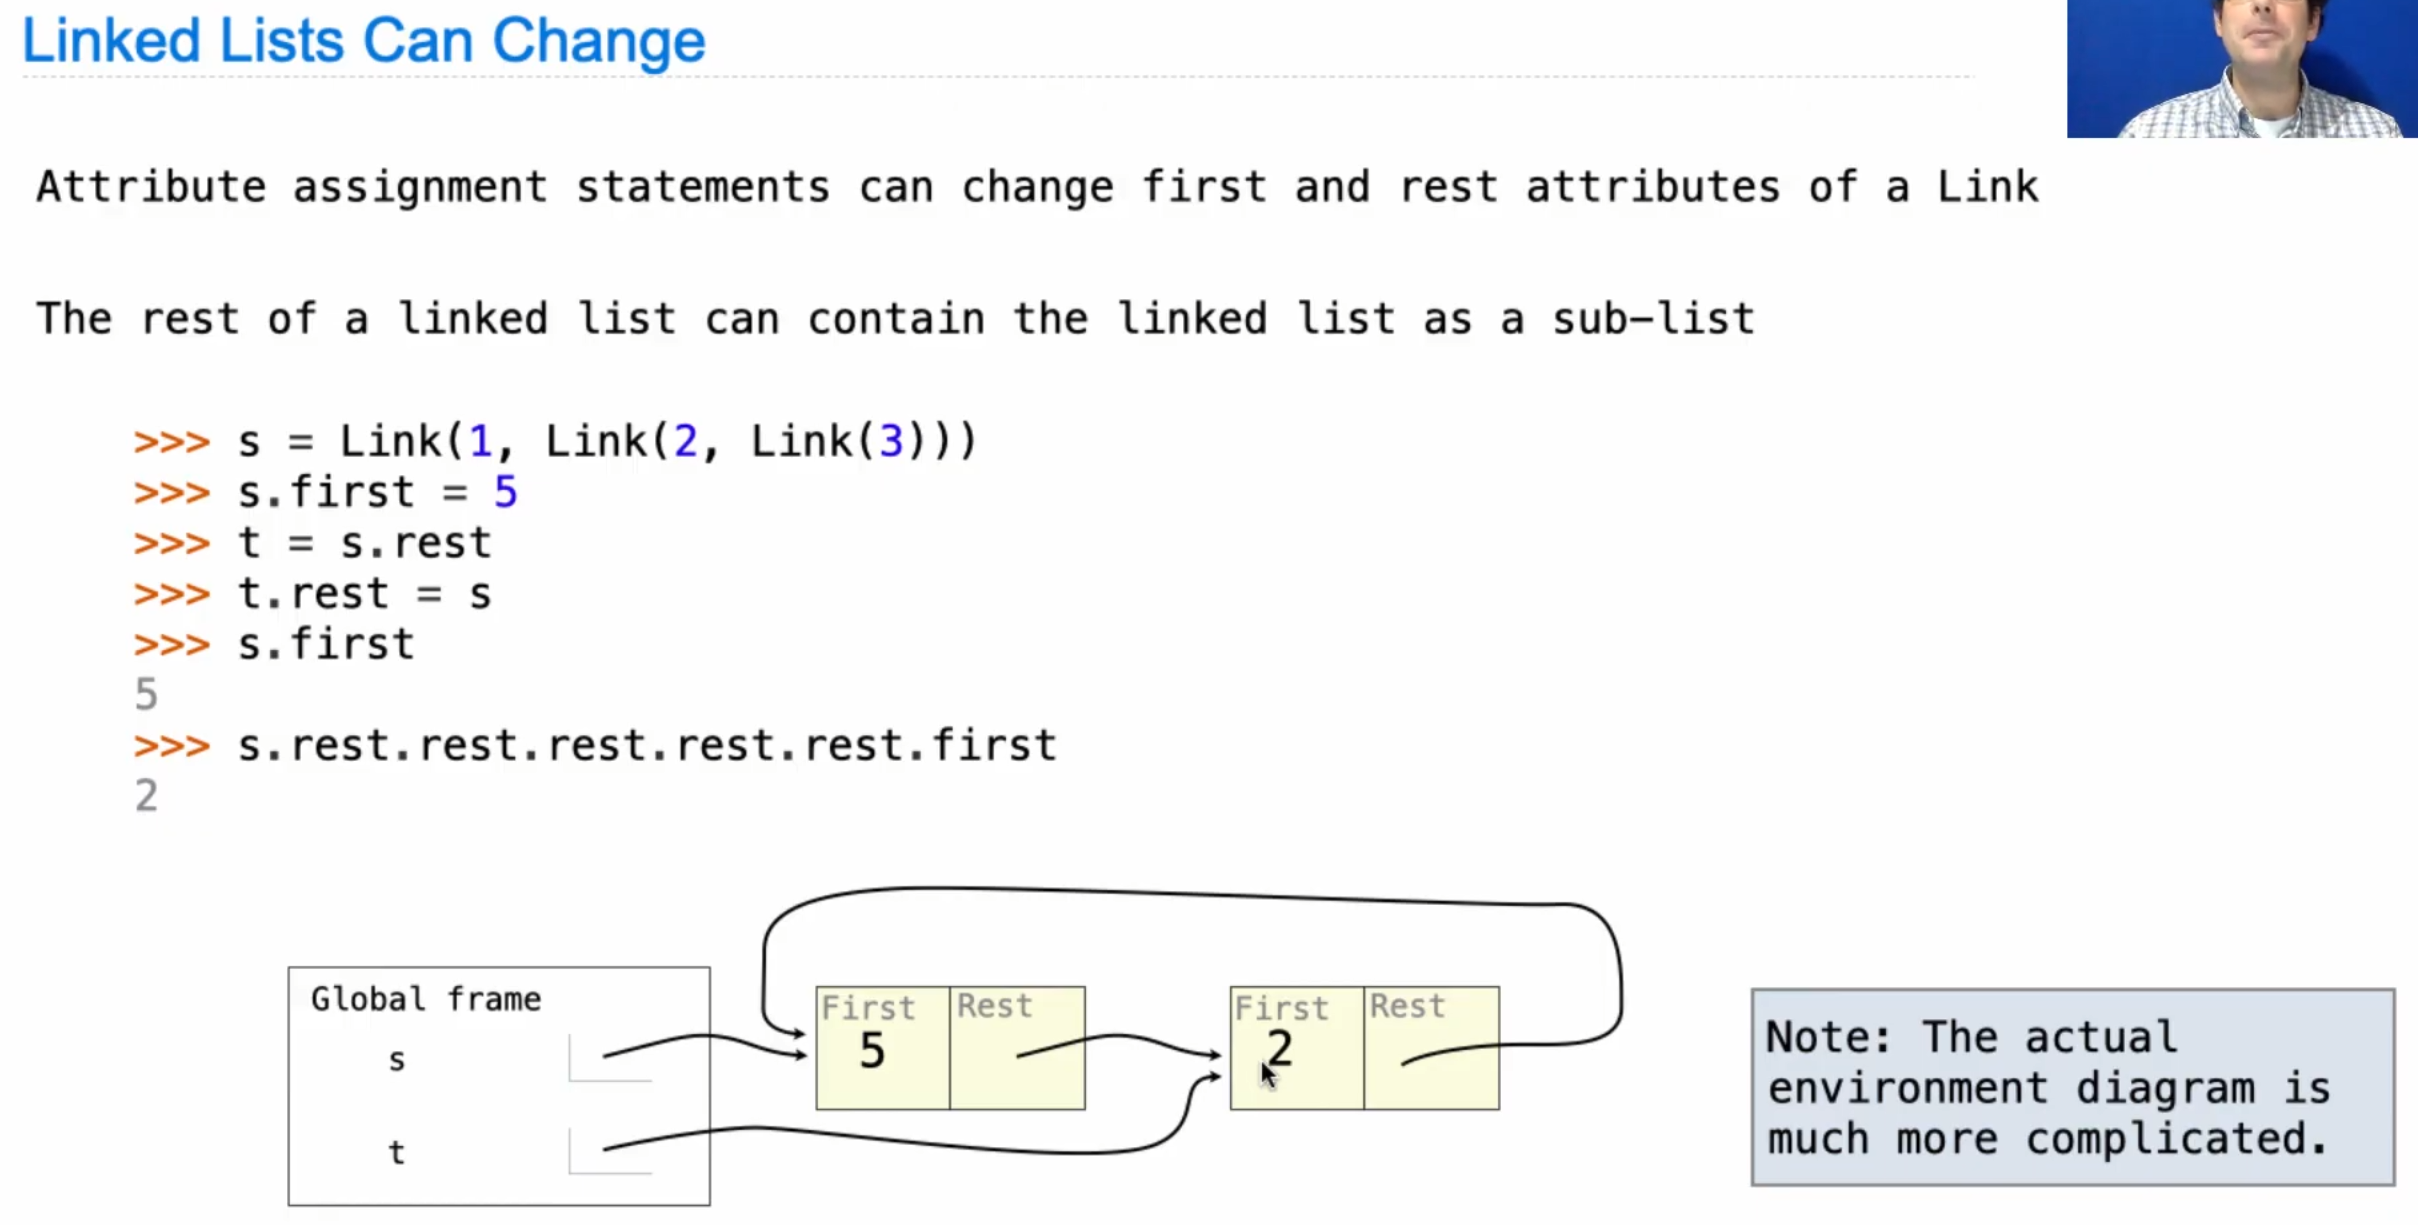 Linked Lists Can Change
Attribute assignment statements can change first and rest attributes of a Link
The rest of a linked list can contain the linked list as a sub-list
>>> s = Link(1, Link(2, Link(3)))
>>> s.first = 5
>>> t = s.rest
>>> t.rest = s
>>> s.first
5
>>> s.rest.rest.rest.rest.rest.first
2
Global frame
s
t
First Rest
5
First Rest
2
Note: The actual
environment diagram is
much more complicated.